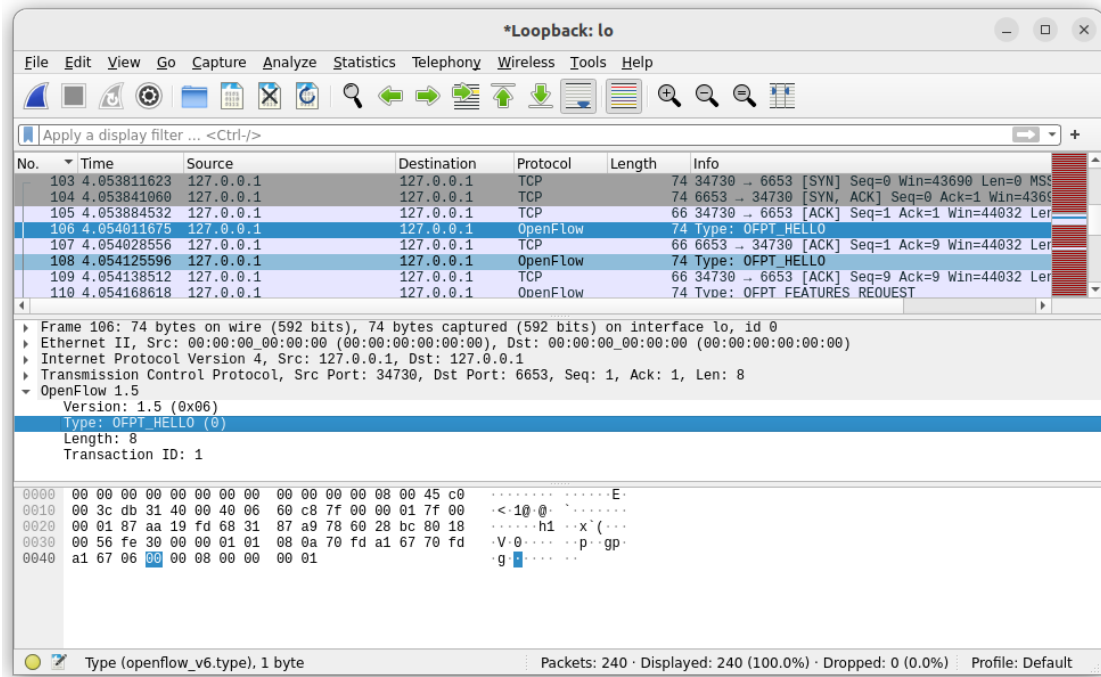 *Loopback: lo
File Edit View Go Capture Analyze Statistics Telephony Wireless Tools Help
Apply a display filter ... <Ctrl-/>
No. Time Source Destination Protocol Length Info
103 4.053811623 127.0.0.1 127.0.0.1 TCP 74 34730 → 6653 [SYN] Seq=0 Win=43690 Len=0 MSS
104 4.053841060 127.0.0.1 127.0.0.1 TCP 74 6653 → 34730 [SYN, ACK] Seq=0 Ack=1 Win=4369
105 4.053884532 127.0.0.1 127.0.0.1 TCP 66 34730 → 6653 [ACK] Seq=1 Ack=1 Win=44032 Len
106 4.054011675 127.0.0.1 127.0.0.1 OpenFlow 74 Type: OFPT_HELLO
107 4.054028556 127.0.0.1 127.0.0.1 TCP 66 6653 → 34730 [ACK] Seq=1 Ack=9 Win=44032 Len
108 4.054125596 127.0.0.1 127.0.0.1 OpenFlow 74 Type: OFPT_HELLO
109 4.054138512 127.0.0.1 127.0.0.1 TCP 66 34730 → 6653 [ACK] Seq=9 Ack=9 Win=44032 Len
110 4.054168618 127.0.0.1 127.0.0.1 OpenFlow 74 Type: OFPT_FEATURES_REQUEST
Frame 106: 74 bytes on wire (592 bits), 74 bytes captured (592 bits) on interface lo, id 0
Ethernet II, Src: 00:00:00_00:00:00 (00:00:00:00:00:00), Dst: 00:00:00_00:00:00 (00:00:00:00:00:00)
Internet Protocol Version 4, Src: 127.0.0.1, Dst: 127.0.0.1
Transmission Control Protocol, Src Port: 34730, Dst Port: 6653, Seq: 1, Ack: 1, Len: 8
OpenFlow 1.5
Version: 1.5 (0x06)
Type: OFPT_HELLO (0)
Length: 8
Transaction ID: 1
0000 00 00 00 00 00 00 00 00 00 00 00 00 08 00 45 c0 ········ ······E·
0010 00 3c db 31 40 00 40 06 60 c8 7f 00 00 01 7f 00 ·<·1@·@· `·······
0020 00 01 87 aa 19 fd 68 31 87 a9 78 60 28 bc 80 18 ······h1 ··x`(···
0030 00 56 fe 30 00 00 01 01 08 0a 70 fd a1 67 70 fd ·V·0···· ··p··gp·
0040 a1 67 06 00 00 08 00 00 00 01 ·g······ ··
Type (openflow_v6.type), 1 byte Packets: 240 · Displayed: 240 (100.0%) · Dropped: 0 (0.0%) Profile: Default